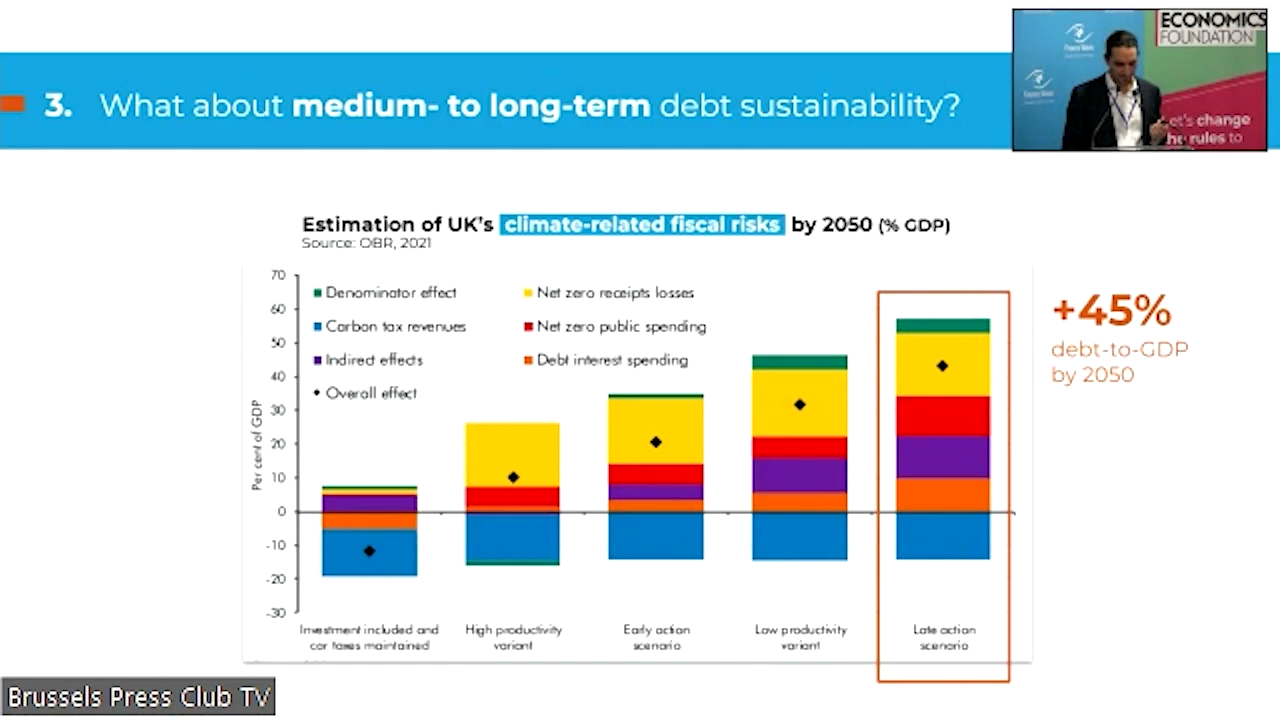 ECONOMICS
FOUNDATION
3. What about medium- to long-term debt sustainability?
et's change
he rules to
Estimation of UK's climate-related fiscal risks by 2050 (% GDP)
Source: OBR, 2021
Per cent of GDP
70
60
50
40
30
20
10
0
-10
-20
-30
Denominator effect
Net zero receipts losses
Carbon tax revenues
Net zero public spending
Indirect effects
Debt interest spending
Overall effect
+45%
debt-to-GDP
by 2050
Investment included and
car taxes maintained
High productivity
variant
Early action
scenario
Low productivity
variant
Late action
scenario
Brussels Press Club TV